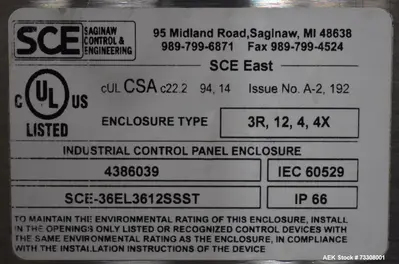 SCE
SAGINAW
CONTROL &
ENGINEERING
95 Midland Road,Saginaw, MI 48638
989-799-6871 Fax 989-799-4524
SCE East
c UL US
LISTED
cUL CSA c22.2 94, 14 Issue No. A-2, 192
ENCLOSURE TYPE 3R, 12, 4, 4X
INDUSTRIAL CONTROL PANEL ENCLOSURE
4386039 IEC 60529
SCE-36EL3612SSST IP 66
TO MAINTAIN THE ENVIRONMENTAL RATING OF THIS ENCLOSURE, INSTALL
IN THE OPENINGS ONLY LISTED OR RECOGNIZED CONTROL DEVICES WITH
THE SAME ENVIRONMENTAL RATING AS THE ENCLOSURE, IN COMPLIANCE
WITH THE INSTALLATION INSTRUCTIONS OF THE DEVICE
AEK Stock # 73308001